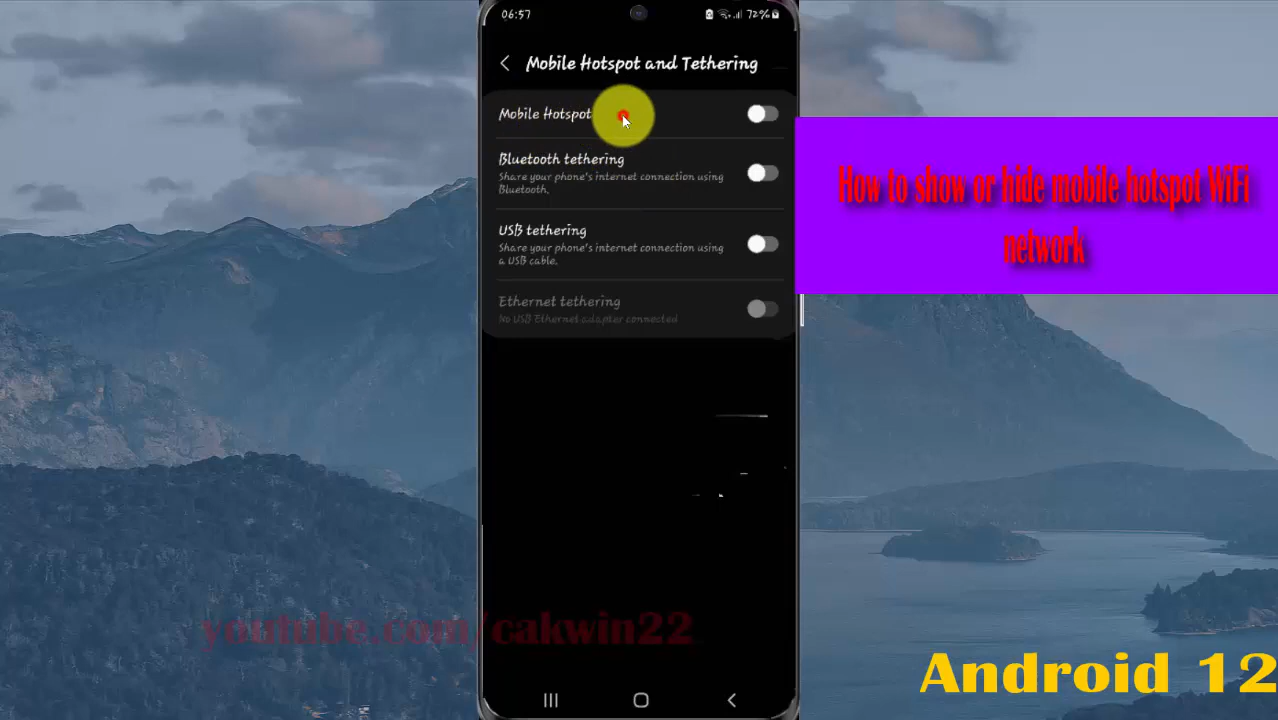 06:57
72%
Mobile Hotspot and Tethering
Mobile Hotspot
Bluetooth tethering
Share your phone's internet connection using
Bluetooth.
USB tethering
Share your phone's internet connection using
a USB cable.
Ethernet tethering
No USB Ethernet adapter connected
How to show or hide mobile hotspot WiFi
network
youtube.com/cakwin22
Android 12